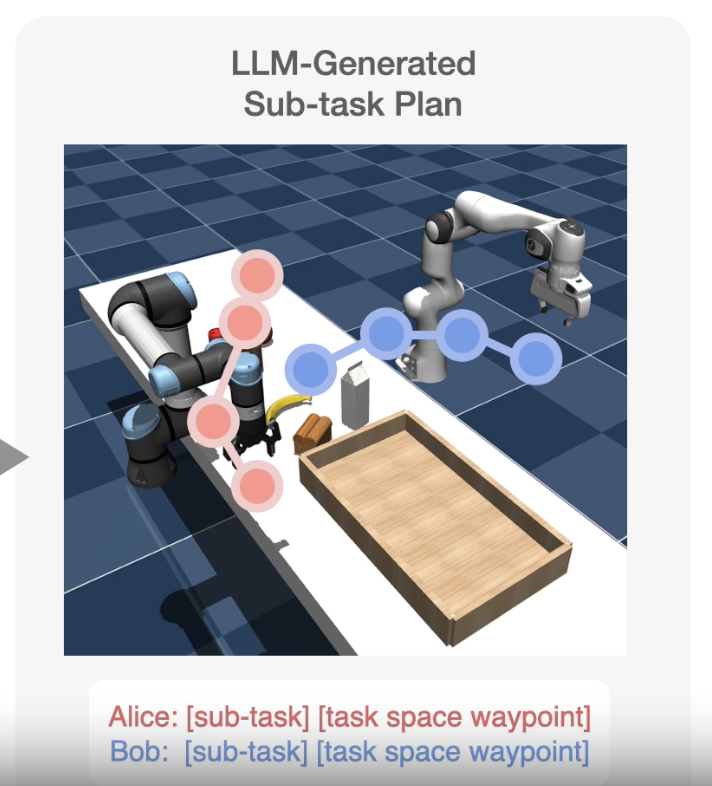 LLM-Generated
Sub-task Plan
Alice: [sub-task] [task space waypoint]
Bob: [sub-task] [task space waypoint]